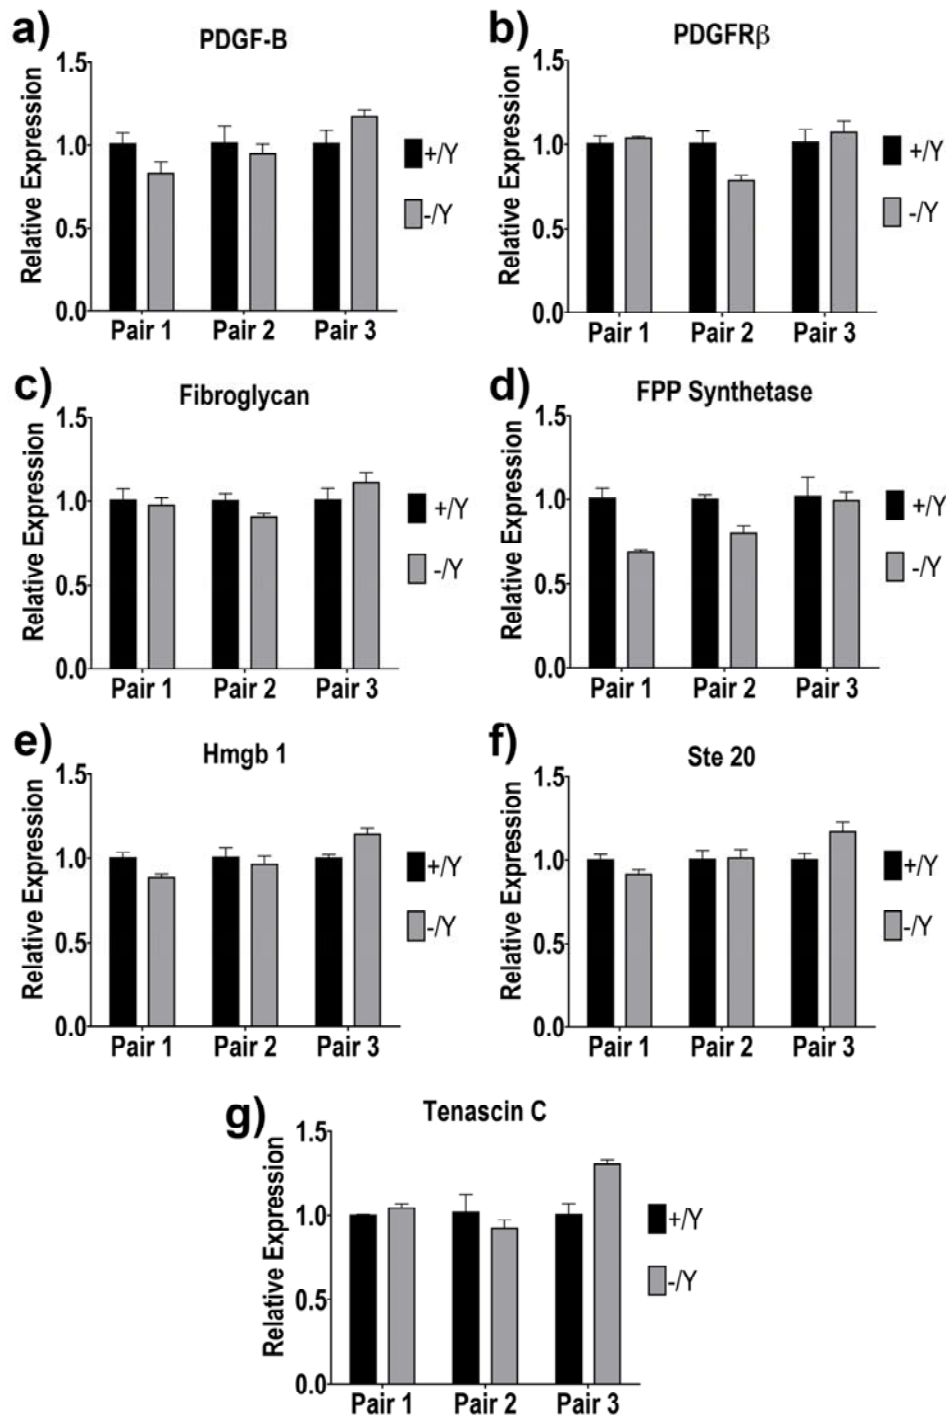 a)
PDGF-B
Relative Expression
1.5
1.0
0.5
0.0
Pair 1 Pair 2 Pair 3
+/Y
-/Y
b)
PDGFRβ
Relative Expression
1.5
1.0
0.5
0.0
Pair 1 Pair 2 Pair 3
+/Y
-/Y
c)
Fibroglycan
Relative Expression
1.5
1.0
0.5
0.0
Pair 1 Pair 2 Pair 3
+/Y
-/Y
d)
FPP Synthetase
Relative Expression
1.5
1.0
0.5
0.0
Pair 1 Pair 2 Pair 3
+/Y
-/Y
e)
Hmgb 1
Relative Expression
1.5
1.0
0.5
0.0
Pair 1 Pair 2 Pair 3
+/Y
-/Y
f)
Ste 20
Relative Expression
1.5
1.0
0.5
0.0
Pair 1 Pair 2 Pair 3
+/Y
-/Y
g)
Tenascin C
Relative Expression
1.5
1.0
0.5
0.0
Pair 1 Pair 2 Pair 3
+/Y
-/Y